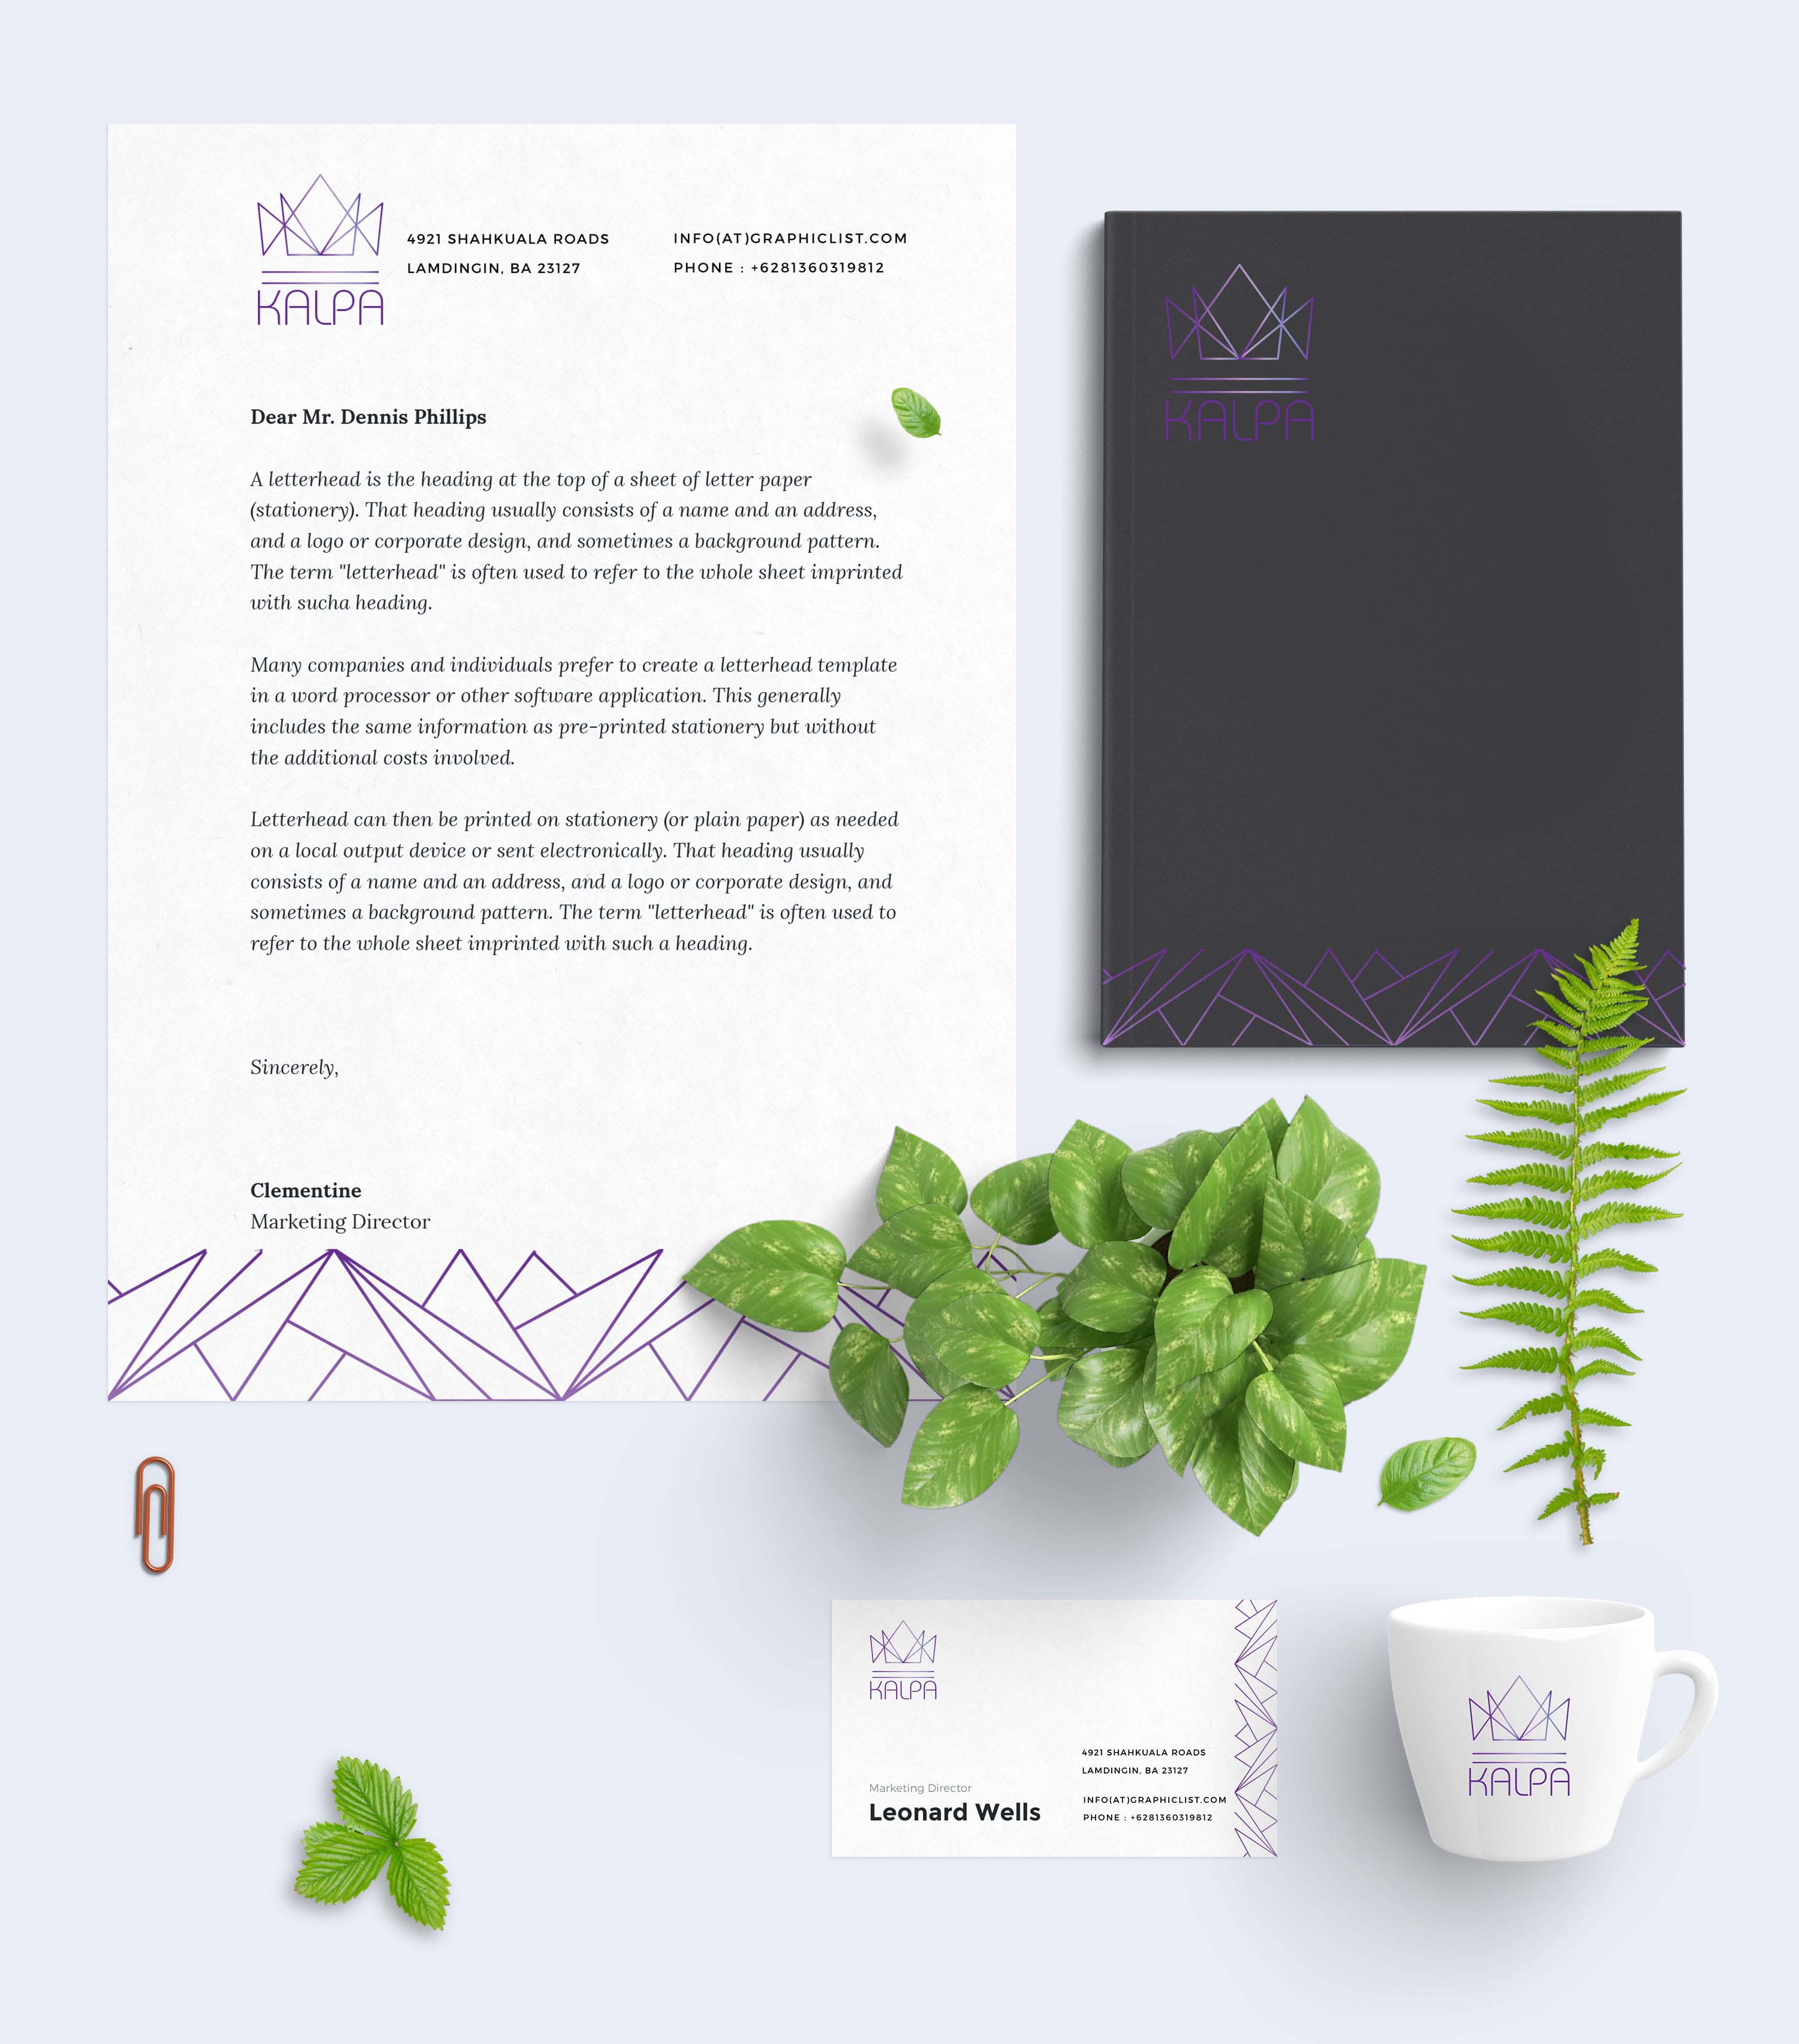 KALPA
4921 SHAHKUALA ROADS
LAMDINGIN, BA 23127
INFO(AT)GRAPHICLIST.COM
PHONE : +6281360319812
Dear Mr. Dennis Phillips
A letterhead is the heading at the top of a sheet of letter paper
(stationery). That heading usually consists of a name and an address,
and a logo or corporate design, and sometimes a background pattern.
The term "letterhead" is often used to refer to the whole sheet imprinted
with sucha heading.
Many companies and individuals prefer to create a letterhead template
in a word processor or other software application. This generally
includes the same information as pre-printed stationery but without
the additional costs involved.
Letterhead can then be printed on stationery (or plain paper) as needed
on a local output device or sent electronically. That heading usually
consists of a name and an address, and a logo or corporate design, and
sometimes a background pattern. The term "letterhead" is often used to
refer to the whole sheet imprinted with such a heading.
Sincerely,
Clementine
Marketing Director
KALPA
KALPA
Marketing Director
Leonard Wells
4921 SHAHKUALA ROADS
LAMDINGIN, BA 23127
INFO(AT)GRAPHICLIST.COM
PHONE : +6281360319812
KALPA